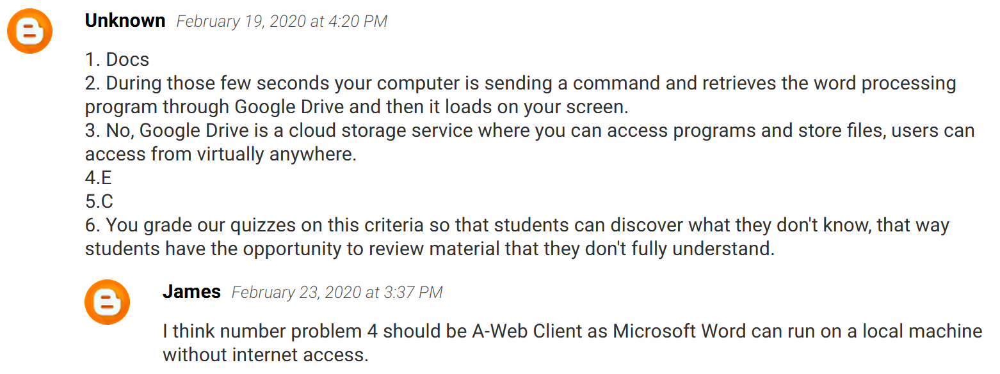 Unknown February 19, 2020 at 4:20 PM
1. Docs
2. During those few seconds your computer is sending a command and retrieves the word processing
program through Google Drive and then it loads on your screen.
3. No, Google Drive is a cloud storage service where you can access programs and store files, users can
access from virtually anywhere.
4.E
5.C
6. You grade our quizzes on this criteria so that students can discover what they don't know, that way
students have the opportunity to review material that they don't fully understand.
James February 23, 2020 at 3:37 PM
I think number problem 4 should be A-Web Client as Microsoft Word can run on a local machine
without internet access.